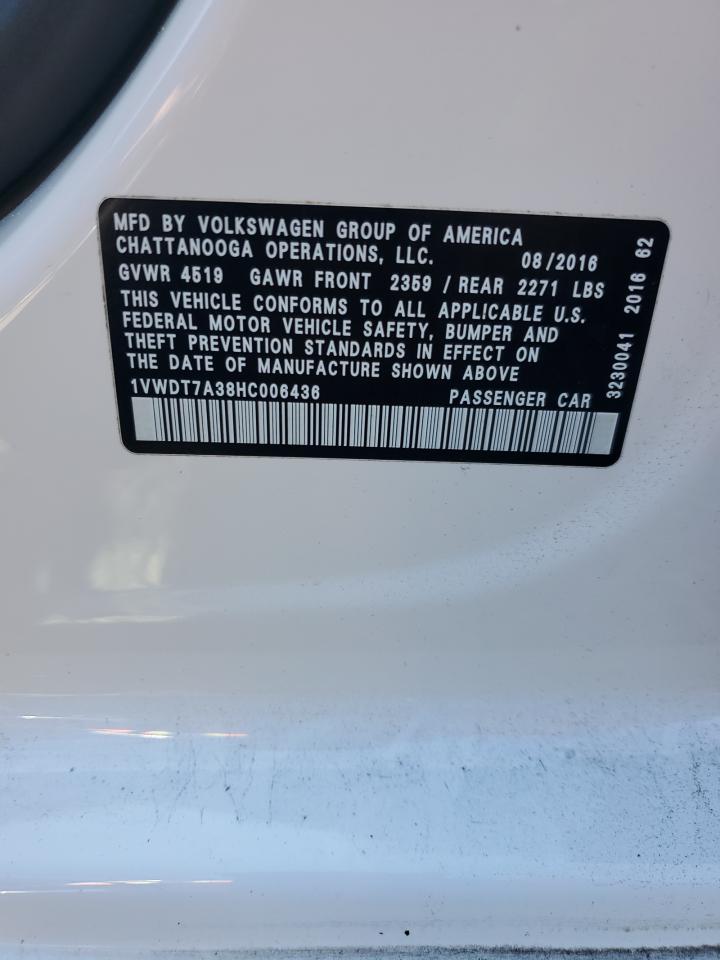 MFD BY VOLKSWAGEN GROUP OF AMERICA
CHATTANOOGA OPERATIONS, LLC. 08/2016
GVWR 4519 GAWR FRONT 2359 / REAR 2271 LBS
THIS VEHICLE CONFORMS TO ALL APPLICABLE U.S.
FEDERAL MOTOR VEHICLE SAFETY, BUMPER AND
THEFT PREVENTION STANDARDS IN EFFECT ON
THE DATE OF MANUFACTURE SHOWN ABOVE
1VWDT7A38HC006436 PASSENGER CAR
3230041 2016 62